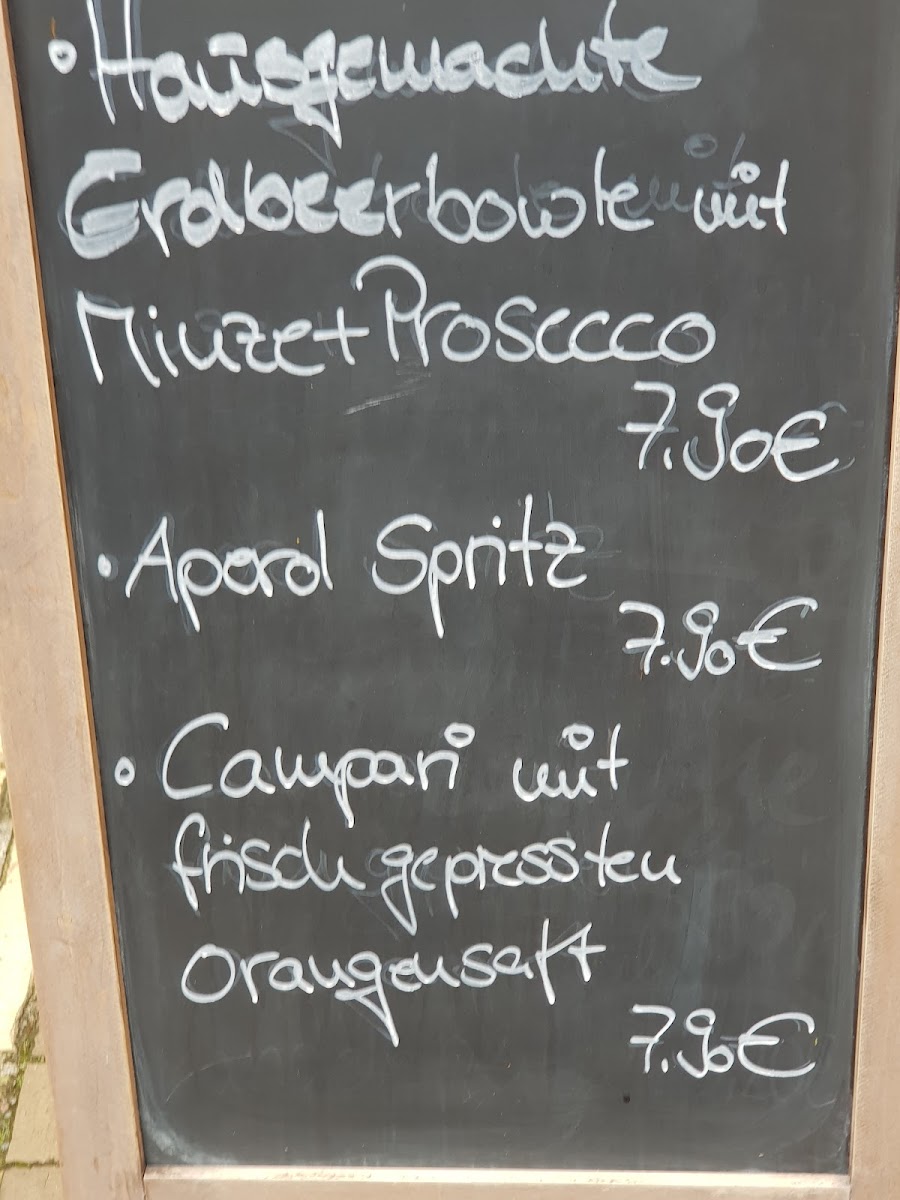 • Hausgemachte
Erdbeerbowle mit
Minze + Prosecco
7.90€
• Aperol Spritz
7.90€
• Campari mit
frisch gepressten
Orangensaft
7.90€